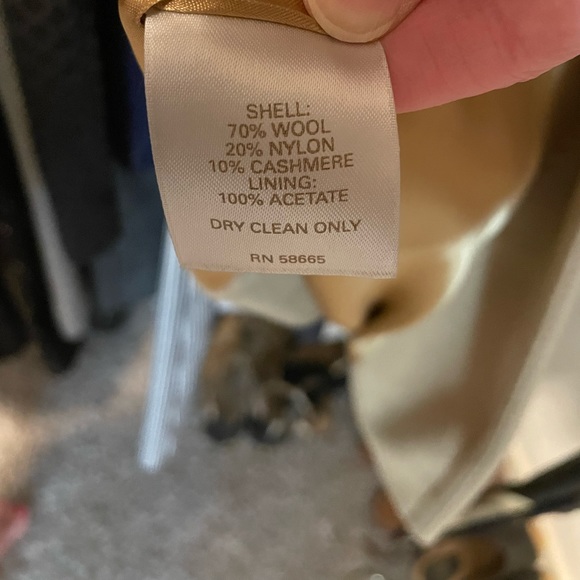 SHELL:
70% WOOL
20% NYLON
10% CASHMERE
LINING:
100% ACETATE
DRY CLEAN ONLY
RN 58665